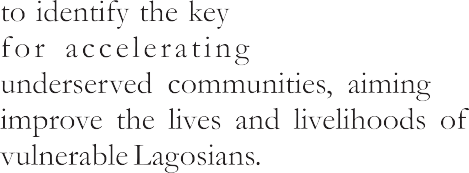 to identify the key
for accelerating
underserved communities, aiming
improve the lives and livelihoods of
vulnerable Lagosians.